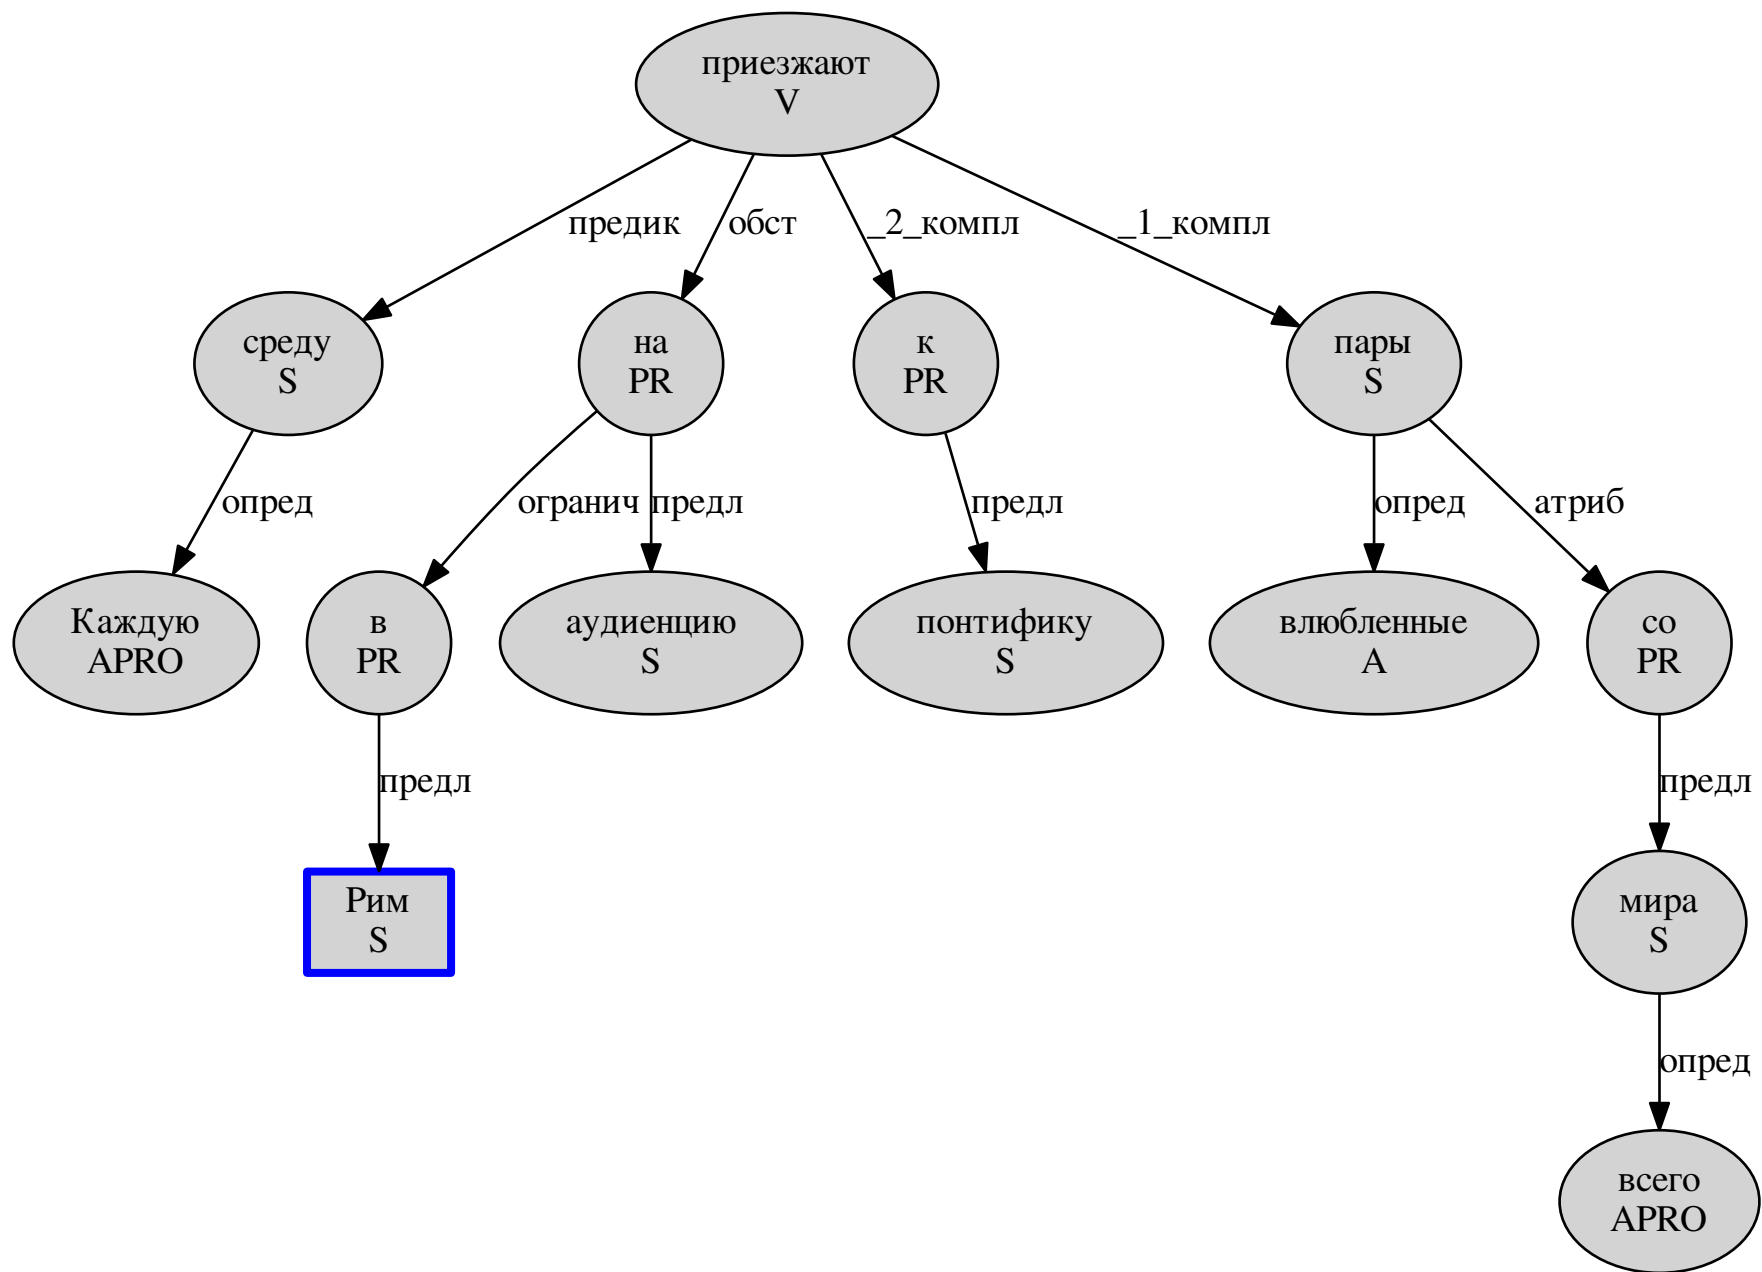 приезжают
V
предик
обст
_2_компл
_1_компл
среду
S
на
PR
к
PR
пары
S
опред
огранич
предл
предл
опред
атриб
Каждую
APRO
в
PR
аудиенцию
S
понтифику
S
влюбленные
A
со
PR
предл
предл
Рим
S
мира
S
опред
всего
APRO